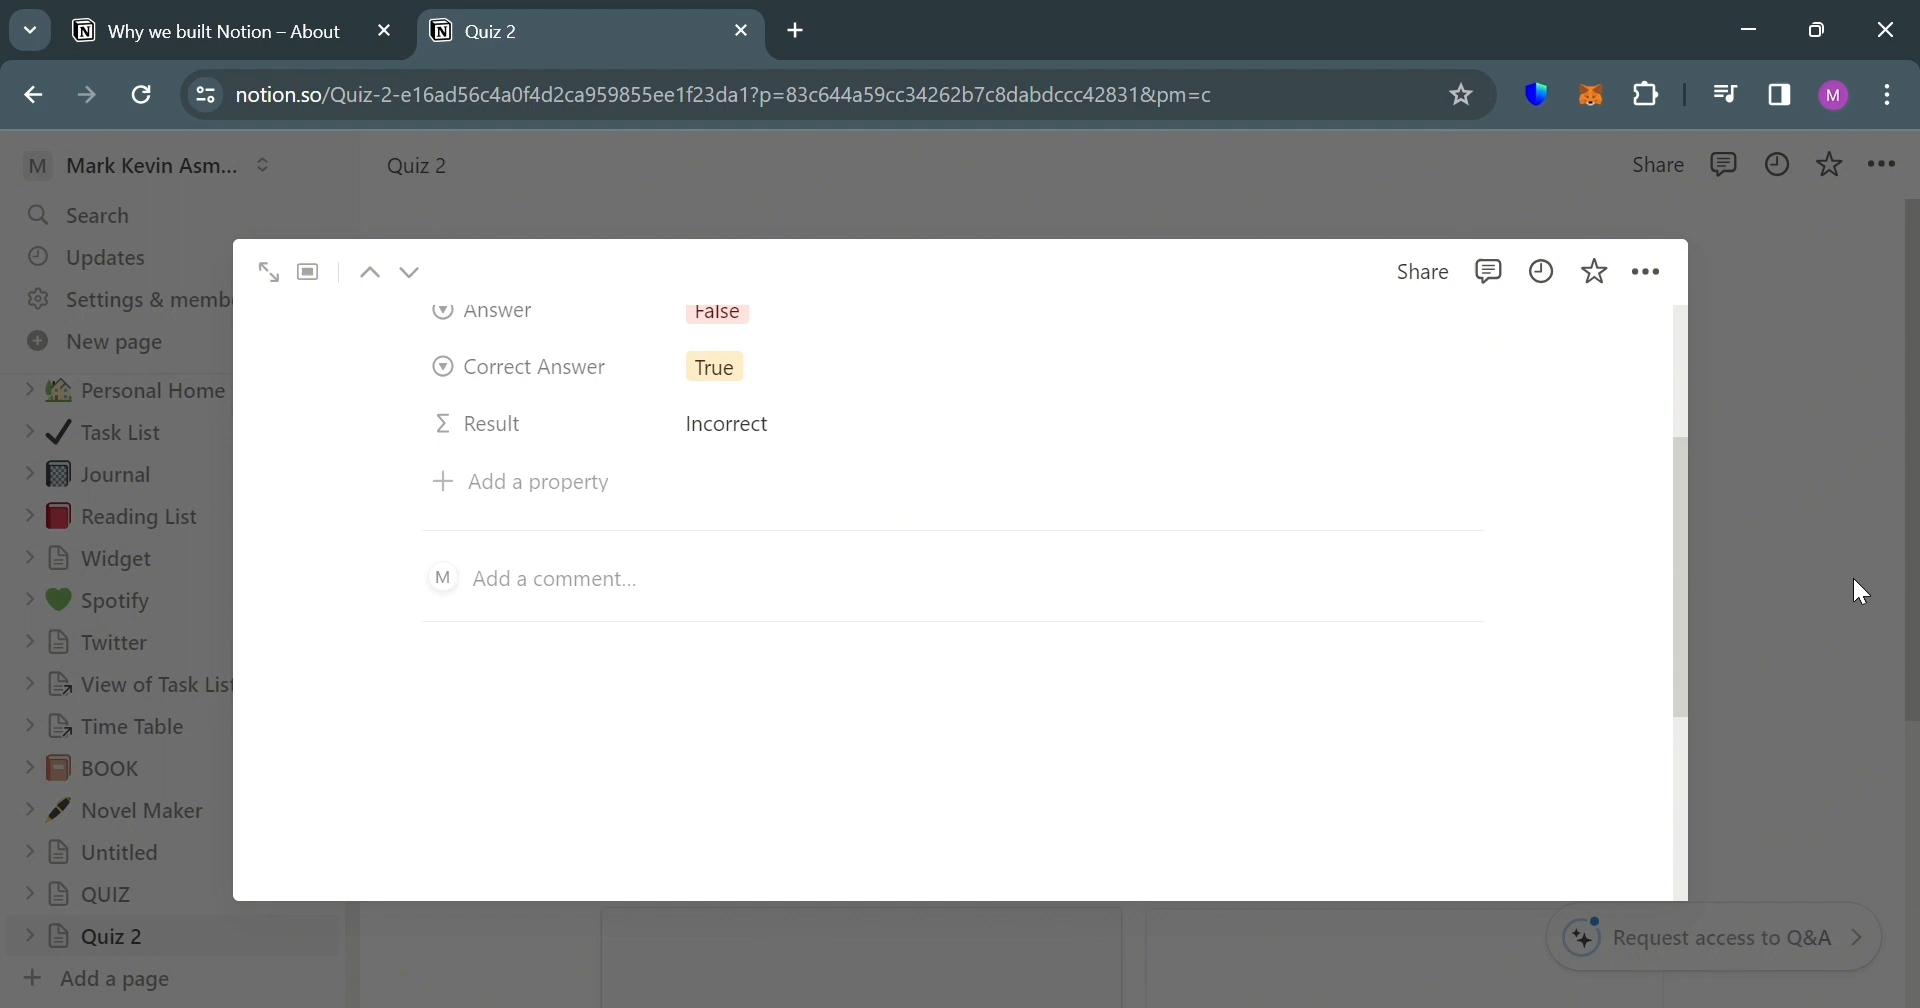 Why we built Notion – About
Quiz 2
notion.so/Quiz-2-e16ad56c4a0f4d2ca959855ee1f23da1?p=83c644a59cc34262b7c8dabdccc42831&pm=c
M
M Mark Kevin Asm...
Quiz 2
Share
Search
Updates
Settings & memb
New page
Personal Home
Task List
Journal
Reading List
Widget
Spotify
Twitter
View of Task List
Time Table
BOOK
Novel Maker
Untitled
QUIZ
Quiz 2
Add a page
Share
Answer False
Correct Answer True
Σ Result Incorrect
Add a property
M Add a comment...
Request access to Q&A